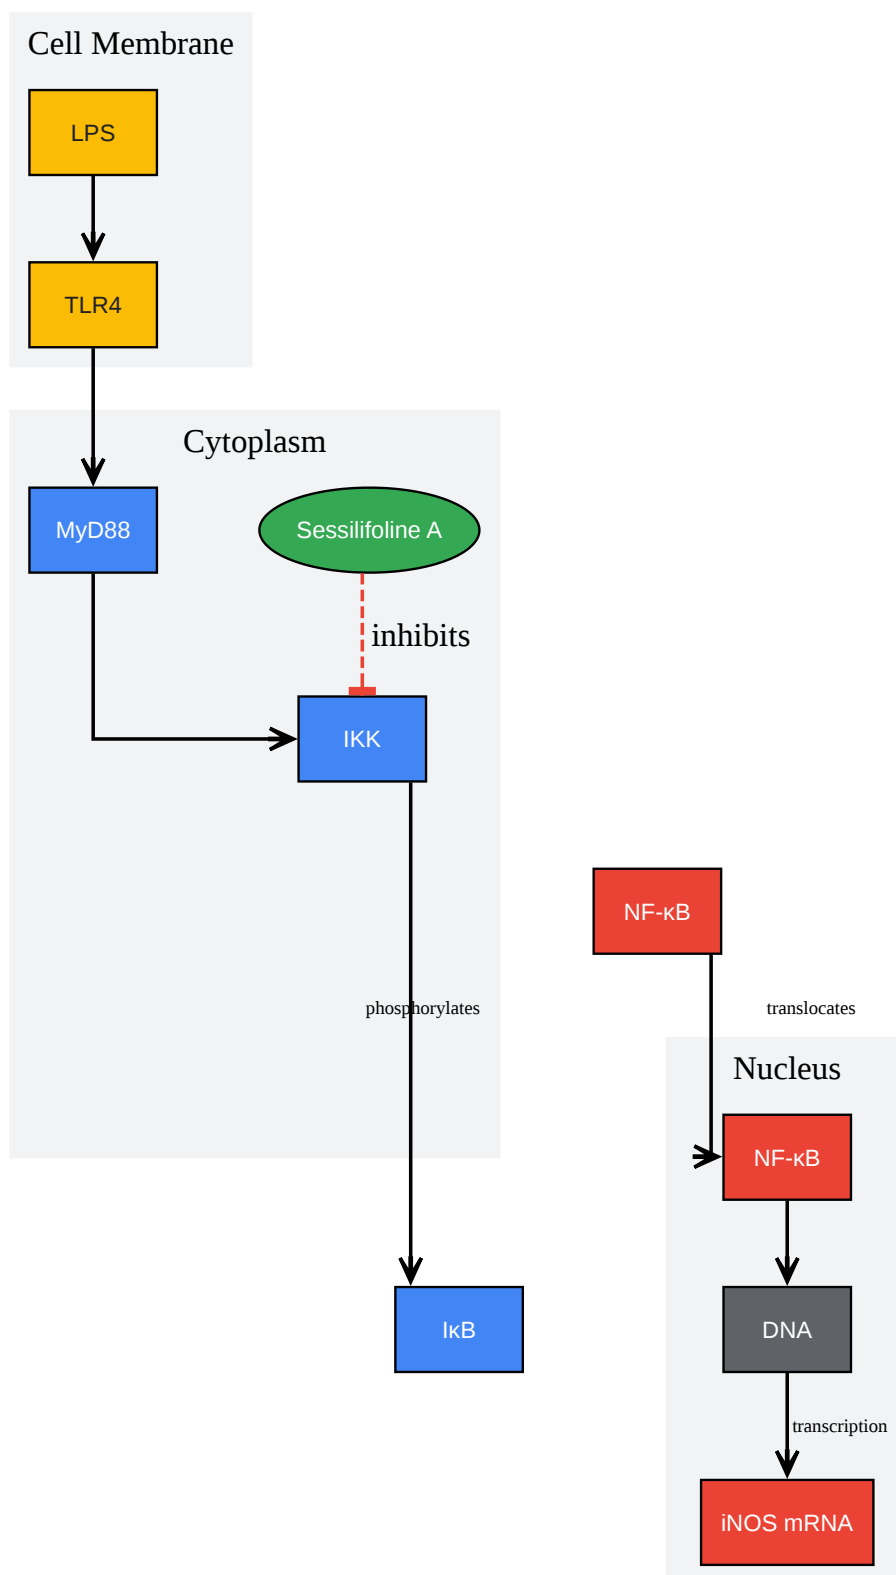 Cell Membrane
LPS
TLR4
Cytoplasm
MyD88
Sessilifoline A
inhibits
IKK
NF-κB
phosphorylates
translocates
Nucleus
NF-κB
IκB
DNA
transcription
iNOS mRNA